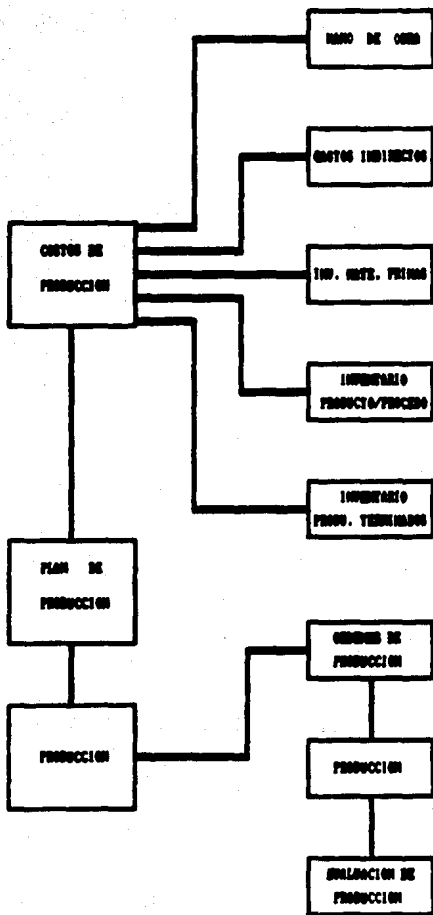 MANO DE OBRA
GASTOS INDIRECTOS
COSTOS DE
PRODUCCION
INV. MATE. PRIMAS
INVENTARIO
PRODUCTO/PROCESO
INVENTARIO
PRODU. TERMINADOS
PLAN DE
PRODUCCION
ORDENES DE
PRODUCCION
PRODUCCION
PRODUCCION
EVALUACION DE
PRODUCCION